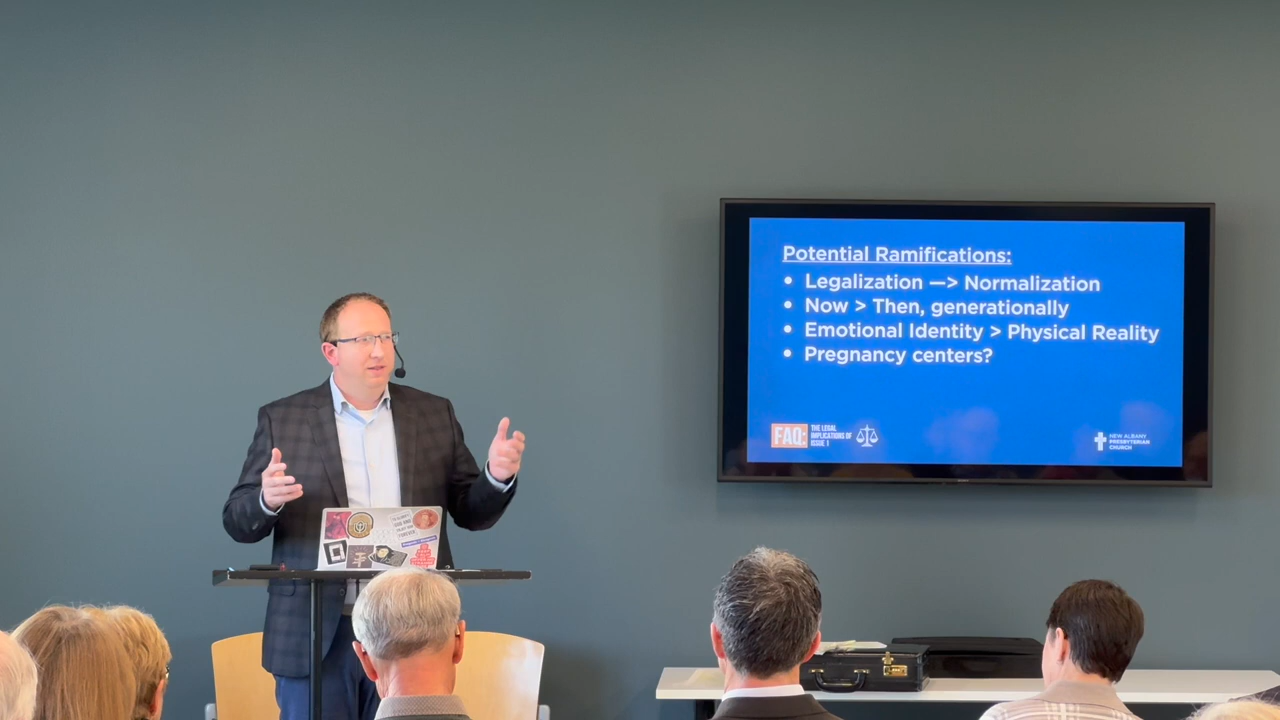 Potential Ramifications:
• Legalization —> Normalization
• Now > Then, generationally
• Emotional Identity > Physical Reality
• Pregnancy centers?
FAQ:
THE LEGAL
IMPLICATIONS OF
ISSUE 1
NEW ALBANY
PRESBYTERIAN
CHURCH